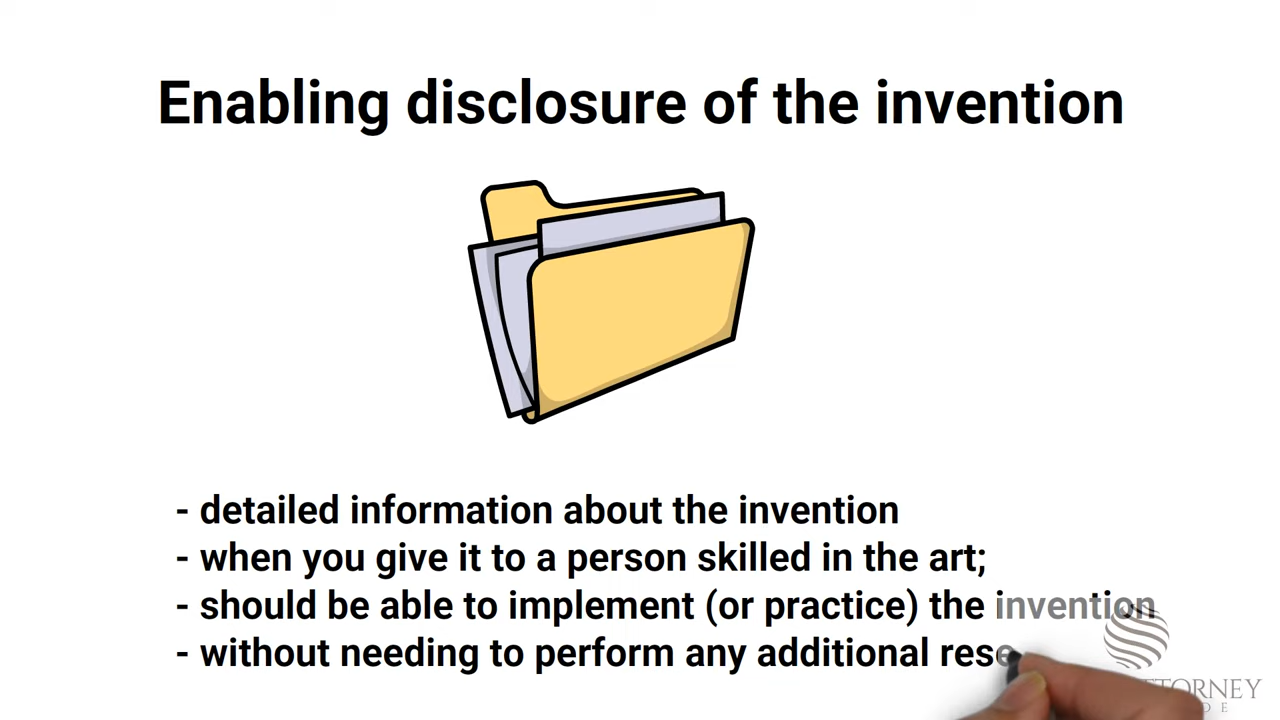 Enabling disclosure of the invention
- detailed information about the invention
- when you give it to a person skilled in the art;
- should be able to implement (or practice) the invention
- without needing to perform any additional